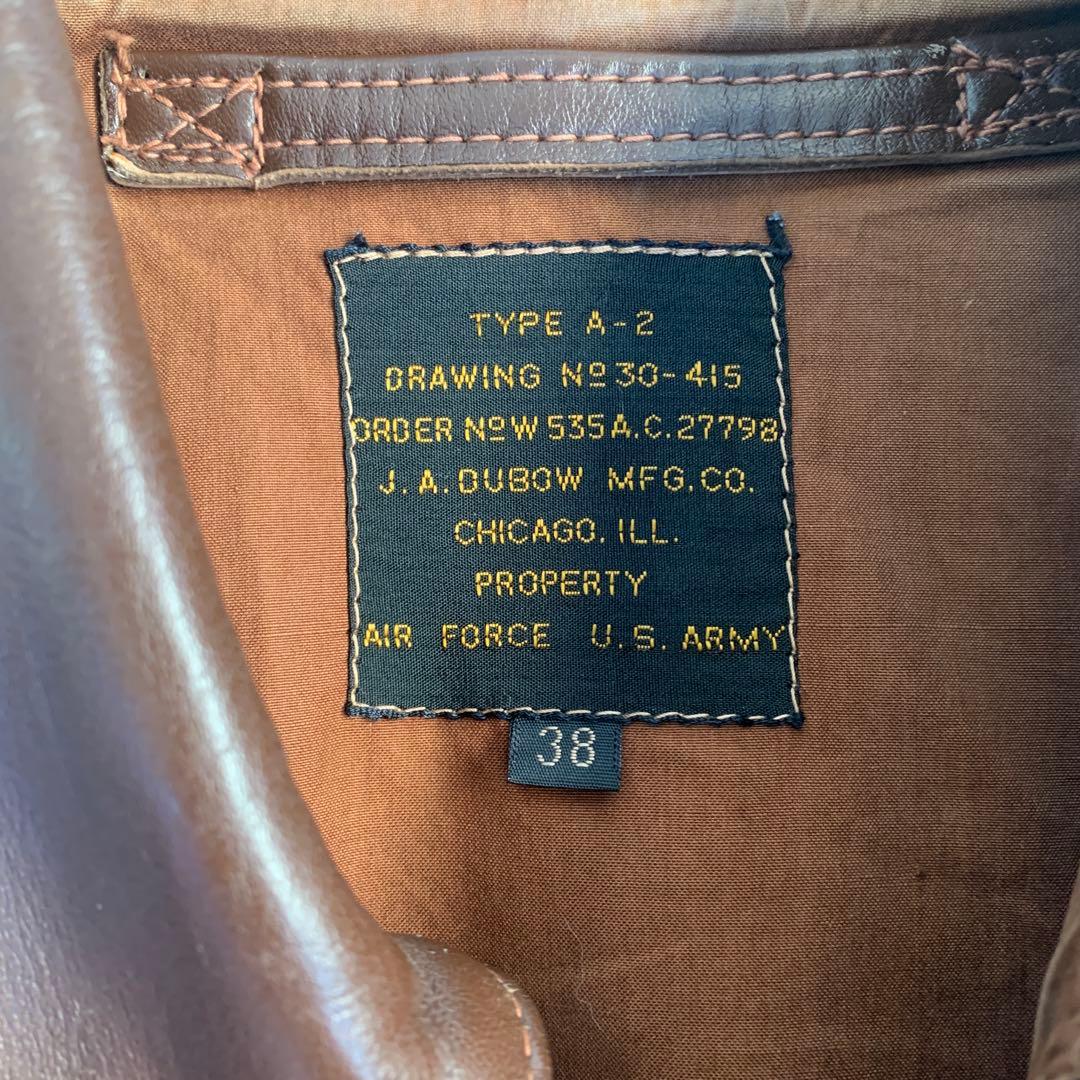 TYPE A-2
DRAWING Nº 30-415
ORDER Nº W 535 A.C. 27798
J. A. DUBOW MFG. CO.
CHICAGO, ILL.
PROPERTY
AIR FORCE U.S. ARMY
38